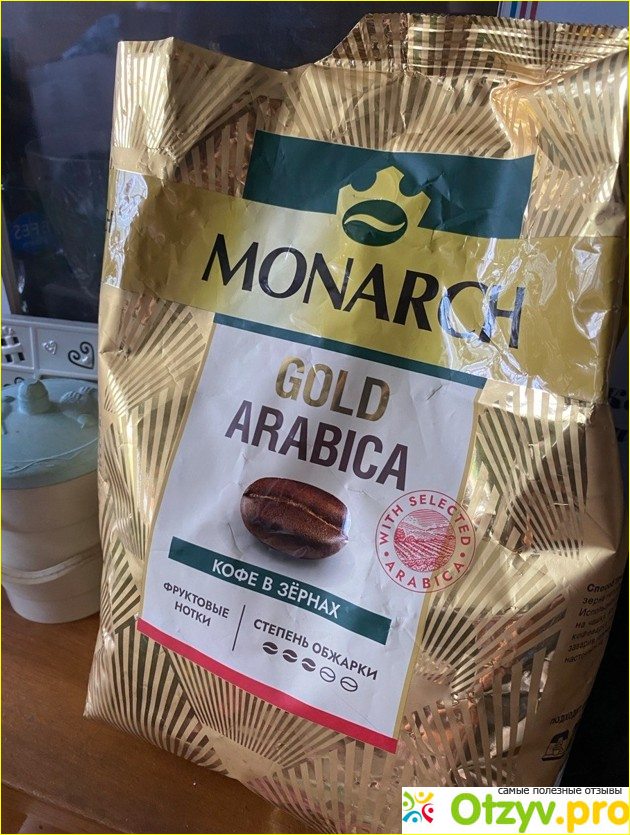 MONARCH
GOLD
ARABICA
WITH SELECTED
• ARABICA •
КОФЕ В ЗЁРНАХ
ФРУКТОВЫЕ
НОТКИ
СТЕПЕНЬ ОБЖАРКИ
самые полезные отзывы
Otzyv.pro